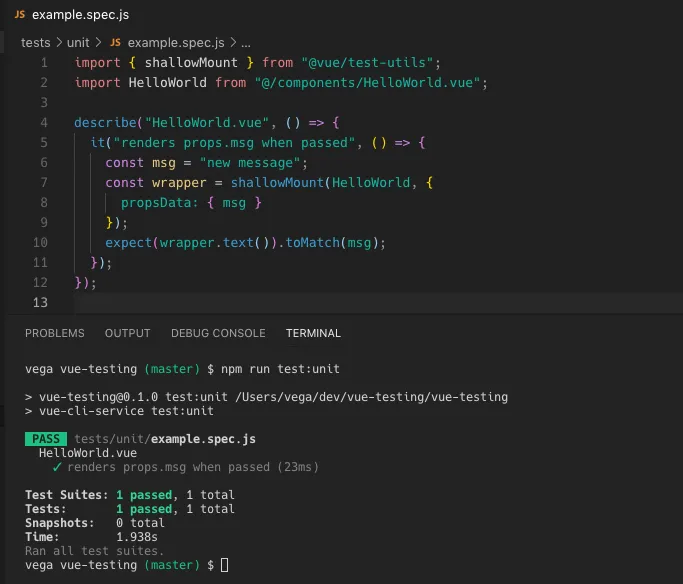 JS example.spec.js
tests > unit > JS example.spec.js > ...
1 import { shallowMount } from "@vue/test-utils";
2 import HelloWorld from "@/components/HelloWorld.vue";
3
4 describe("HelloWorld.vue", () => {
5 it("renders props.msg when passed", () => {
6 const msg = "new message";
7 const wrapper = shallowMount(HelloWorld, {
8 propsData: { msg }
9 });
10 expect(wrapper.text()).toMatch(msg);
11 });
12 });
13
PROBLEMS OUTPUT DEBUG CONSOLE TERMINAL
vega vue-testing (master) $ npm run test:unit
> vue-testing@0.1.0 test:unit /Users/vega/dev/vue-testing/vue-testing
> vue-cli-service test:unit
PASS tests/unit/example.spec.js
HelloWorld.vue
✓ renders props.msg when passed (23ms)
Test Suites: 1 passed, 1 total
Tests: 1 passed, 1 total
Snapshots: 0 total
Time: 1.938s
Ran all test suites.
vega vue-testing (master) $